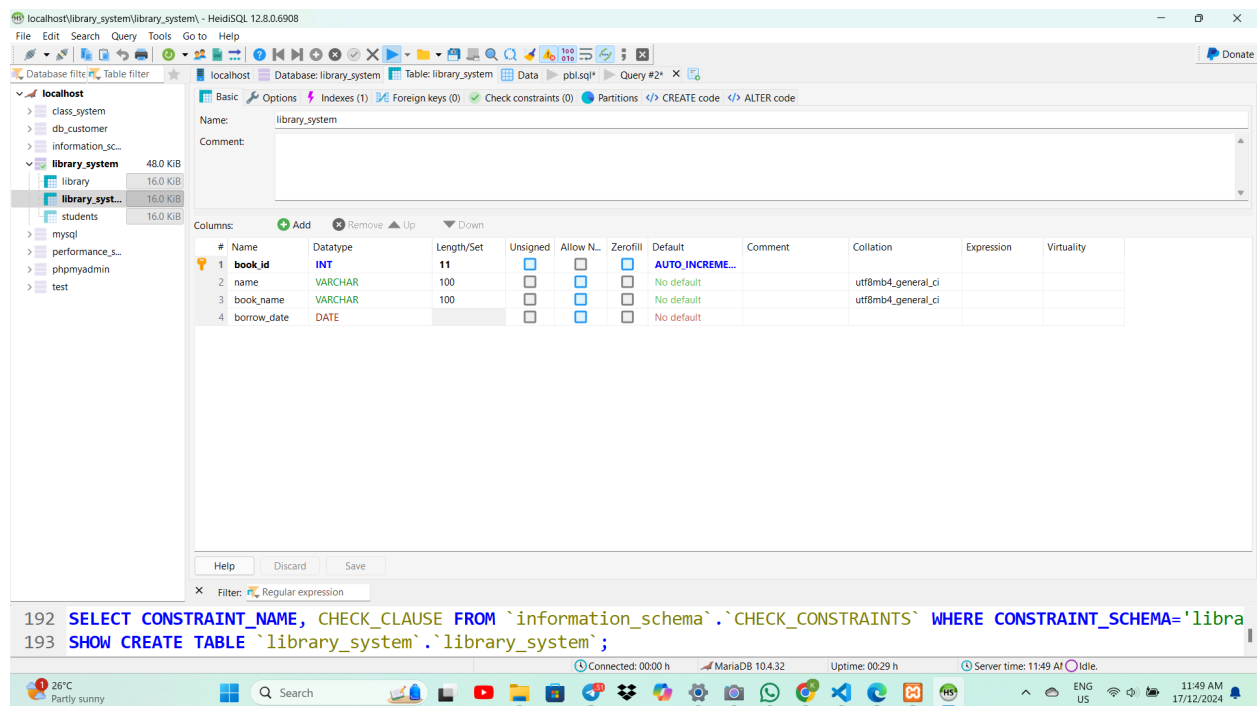 localhost\library_system\library_system\ - HeidiSQL 12.8.0.6908
File Edit Search Query Tools Go to Help
Donate
Database filte Table filter
localhost Database: library_system Table: library_system Data pbl.sql* Query #2*
localhost
class_system
db_customer
information_sc...
library_system 48.0 KiB
library 16.0 KiB
library_syst... 16.0 KiB
students 16.0 KiB
mysql
performance_s...
phpmyadmin
test
Basic Options Indexes (1) Foreign keys (0) Check constraints (0) Partitions </> CREATE code </> ALTER code
Name: library_system
Comment:
Columns: Add Remove Up Down
# Name Datatype Length/Set Unsigned Allow N... Zerofill Default Comment Collation Expression Virtuality
1 book_id INT 11 AUTO_INCREME...
2 name VARCHAR 100 No default utf8mb4_general_ci
3 book_name VARCHAR 100 No default utf8mb4_general_ci
4 borrow_date DATE No default
Help Discard Save
Filter: Regular expression
192 SELECT CONSTRAINT_NAME, CHECK_CLAUSE FROM `information_schema`.`CHECK_CONSTRAINTS` WHERE CONSTRAINT_SCHEMA='libra
193 SHOW CREATE TABLE `library_system`.`library_system`;
Connected: 00:00 h MariaDB 10.4.32 Uptime: 00:29 h Server time: 11:49 AM Idle.
1
26°C
Partly sunny
Search
ENG
US
11:49 AM
17/12/2024